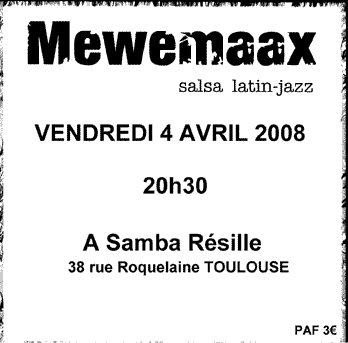 Mewemaax
salsa latin-jazz
VENDREDI 4 AVRIL 2008
20h30
A Samba Résille
38 rue Roquelaine TOULOUSE
PAF 3€